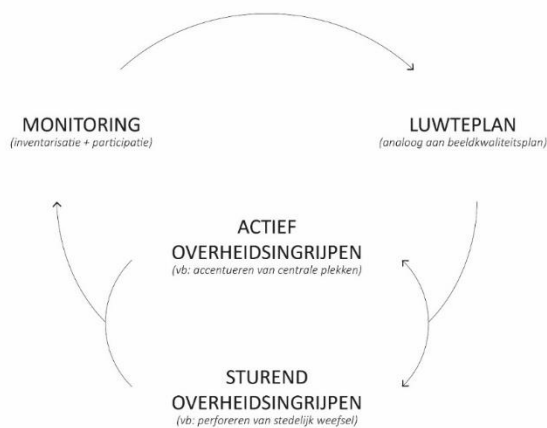 MONITORING
(inventarisatie + participatie)
LUWTEPLAN
(analoog aan beeldkwaliteitsplan)
ACTIEF
OVERHEIDSINGRIJPEN
(vb: accentueren van centrale plekken)
STUREND
OVERHEIDSINGRIJPEN
(vb: perforeren van stedelijk weefsel)